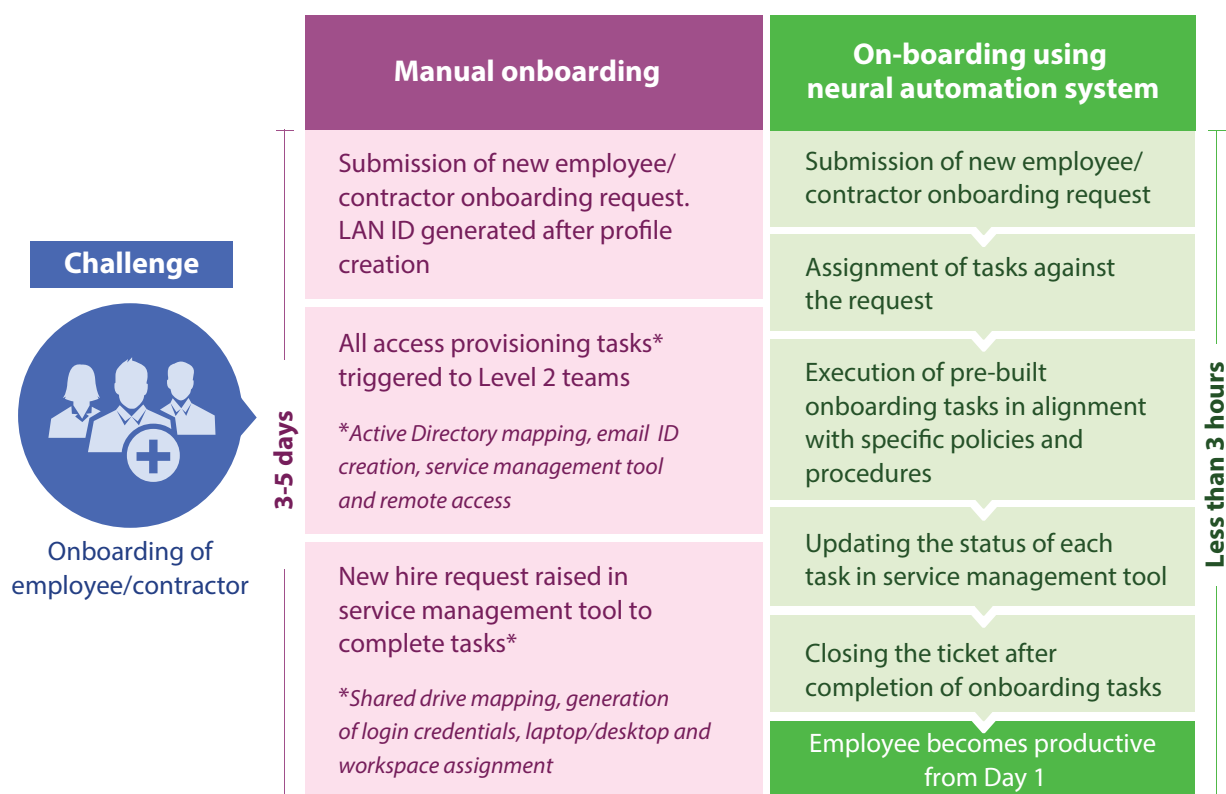 Challenge
Onboarding of
employee/contractor
3-5 days
Manual onboarding
Submission of new employee/
contractor onboarding request.
LAN ID generated after profile
creation
All access provisioning tasks*
triggered to Level 2 teams
*Active Directory mapping, email ID
creation, service management tool
and remote access
New hire request raised in
service management tool to
complete tasks*
*Shared drive mapping, generation
of login credentials, laptop/desktop and
workspace assignment
On-boarding using
neural automation system
Submission of new employee/
contractor onboarding request
Assignment of tasks against
the request
Execution of pre-built
onboarding tasks in alignment
with specific policies and
procedures
Updating the status of each
task in service management tool
Closing the ticket after
completion of onboarding tasks
Employee becomes productive
from Day 1
Less than 3 hours